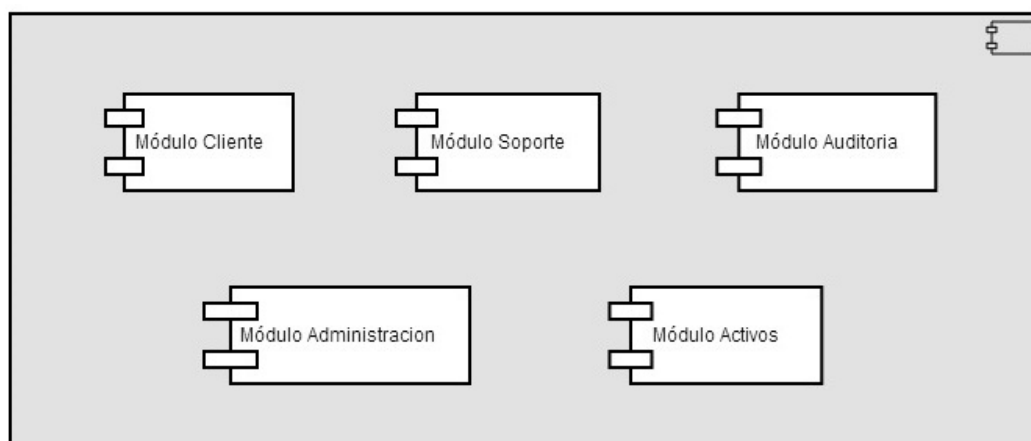 Módulo Cliente
Módulo Soporte
Módulo Auditoria
Módulo Administracion
Módulo Activos